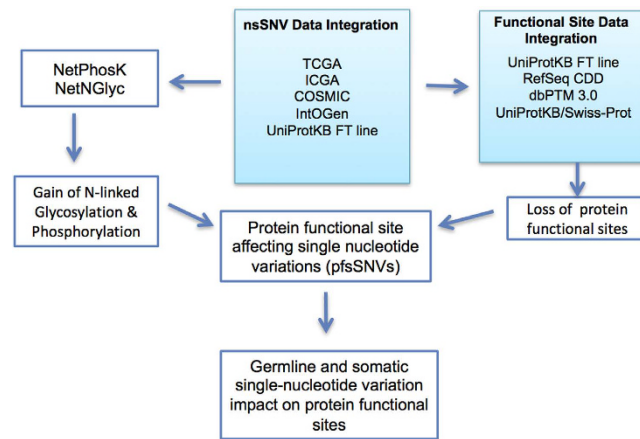 nsSNV Data Integration
TCGA
ICGA
COSMIC
IntOGen
UniProtKB FT line
Functional Site Data
Integration
UniProtKB FT line
RefSeq CDD
dbPTM 3.0
UniProtKB/Swiss-Prot
NetPhosK
NetNGlyc
Gain of N-linked
Glycosylation &
Phosphorylation
Protein functional site
affecting single nucleotide
variations (pfsSNVs)
Loss of protein
functional sites
Germline and somatic
single-nucleotide variation
impact on protein functional
sites